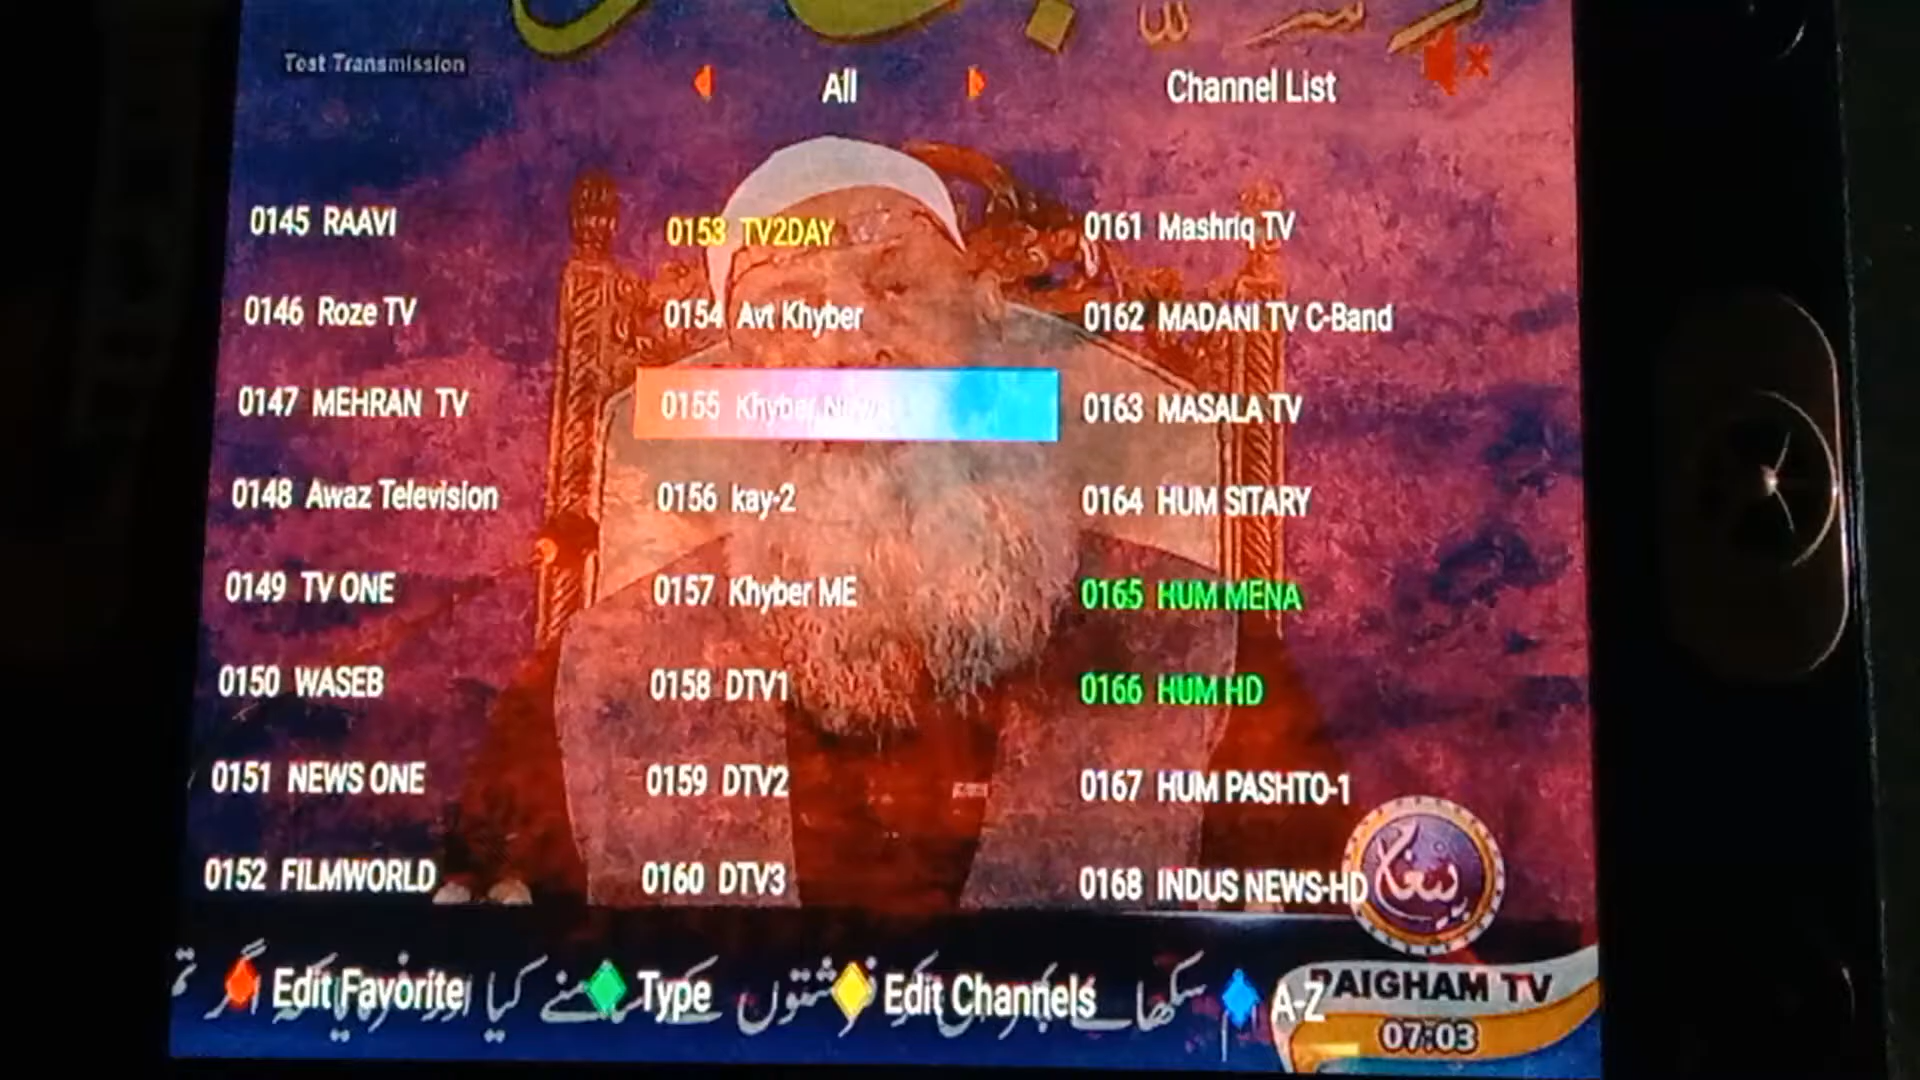 Test Transmission
All
Channel List
0145 RAAVI
0146 Roze TV
0147 MEHRAN TV
0148 Awaz Television
0149 TV ONE
0150 WASEB
0151 NEWS ONE
0152 FILMWORLD
0153 TV2DAY
0154 Avt Khyber
0155 Khyber News
0156 kay-2
0157 Khyber ME
0158 DTV1
0159 DTV2
0160 DTV3
0161 Mashriq TV
0162 MADANI TV C-Band
0163 MASALA TV
0164 HUM SITARY
0165 HUM MENA
0166 HUM HD
0167 HUM PASHTO-1
0168 INDUS NEWS-HD
پیغام
Edit Favorite
Type
Edit Channels
A-Z
PAIGHAM TV
07:03